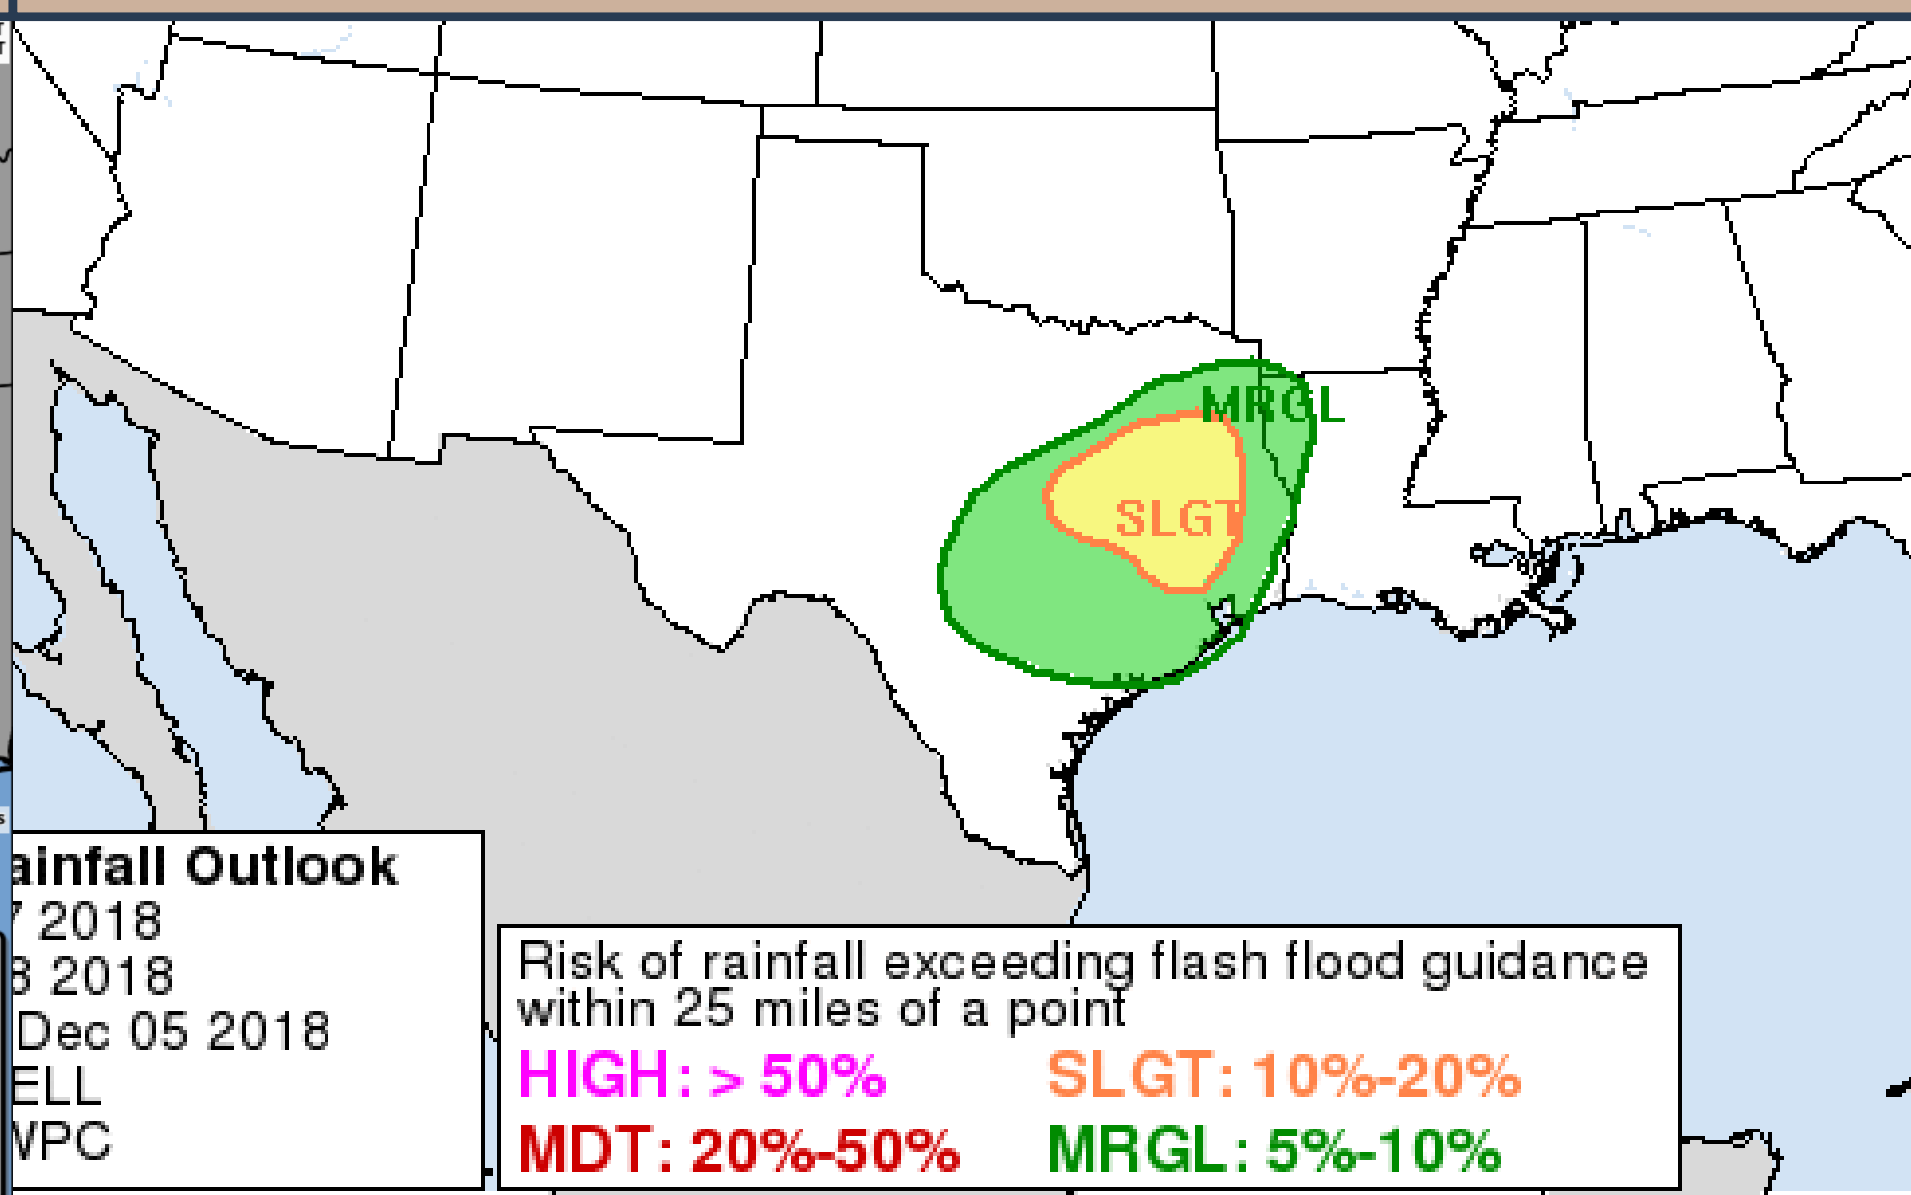 MRGL
SLGT
ainfall Outlook
7 2018
8 2018
Dec 05 2018
ELL
WPC
Risk of rainfall exceeding flash flood guidance
within 25 miles of a point
HIGH: > 50%
SLGT: 10%-20%
MDT: 20%-50%
MRGL: 5%-10%